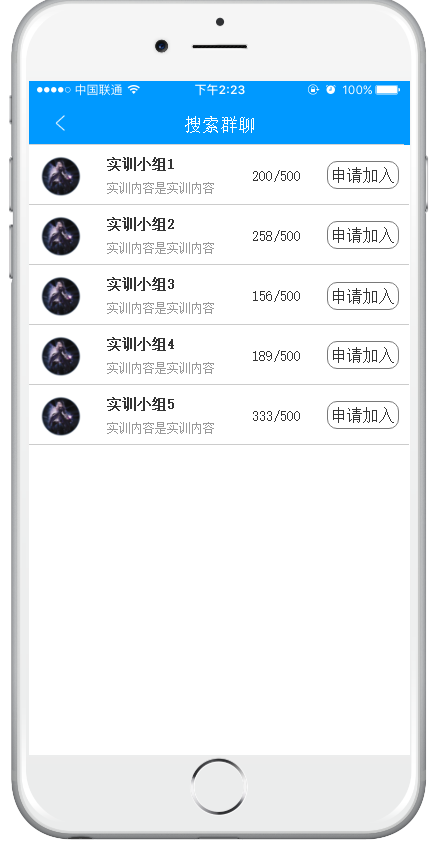 中国联通 下午2:23 100%
搜索群聊
实训小组1
实训内容是实训内容
200/500
申请加入
实训小组2
实训内容是实训内容
258/500
申请加入
实训小组3
实训内容是实训内容
156/500
申请加入
实训小组4
实训内容是实训内容
189/500
申请加入
实训小组5
实训内容是实训内容
333/500
申请加入